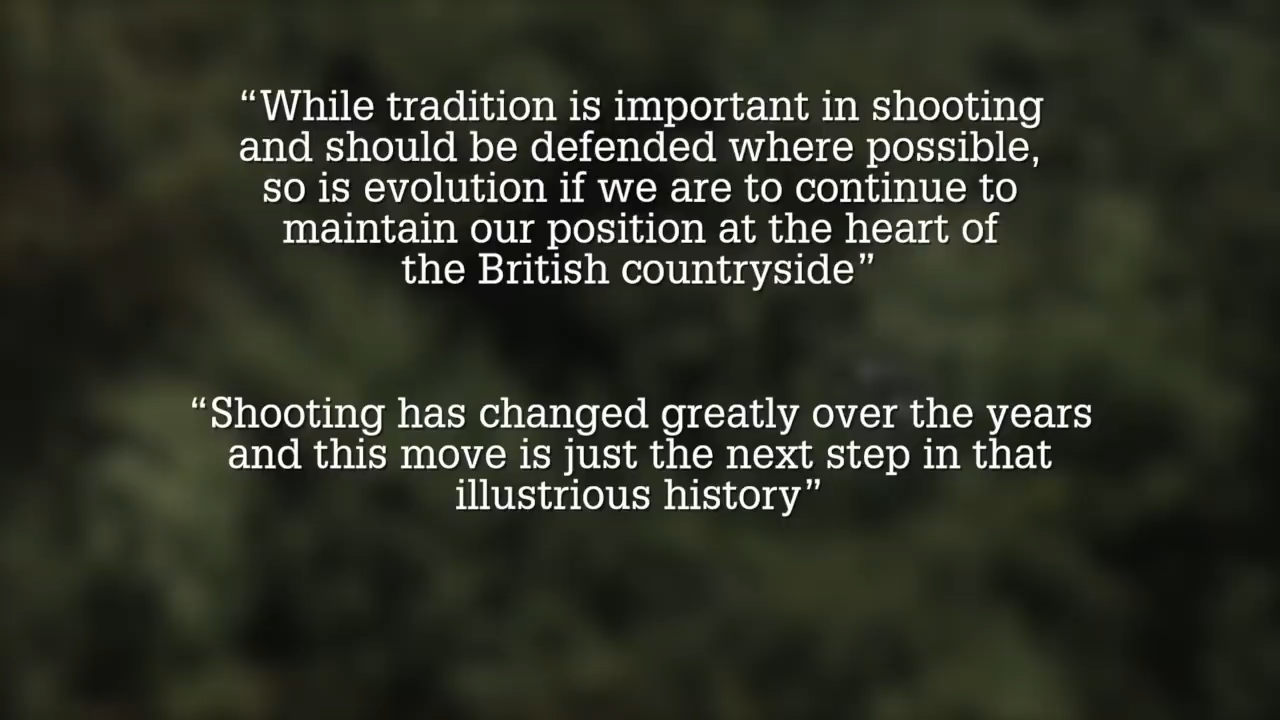 “While tradition is important in shooting
and should be defended where possible,
so is evolution if we are to continue to
maintain our position at the heart of
the British countryside”
“Shooting has changed greatly over the years
and this move is just the next step in that
illustrious history”